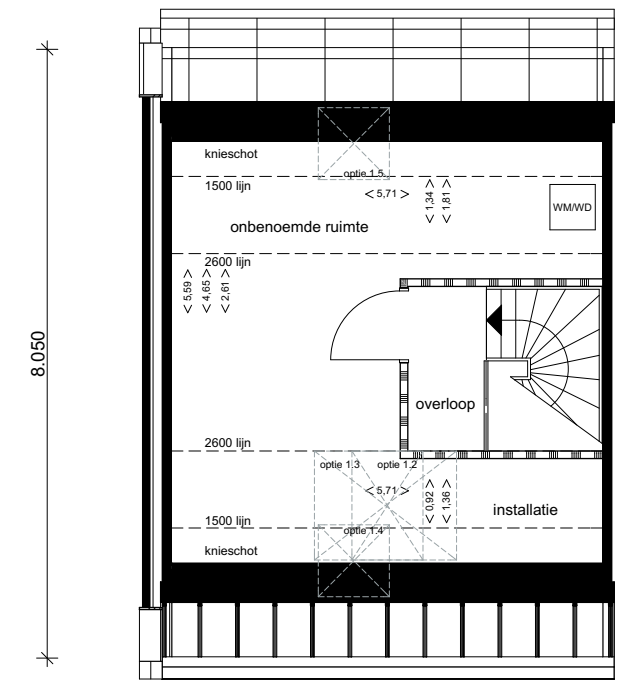 knieschot
optie 1.5
1500 lijn
< 5,71 >
< 1,34 >
< 1,81 >
WM/WD
onbenoemde ruimte
2600 lijn
< 5,59 >
< 4,65 >
< 2,61 >
8.050
overloop
2600 lijn
optie 1.3
optie 1.2
< 5,71 >
< 0,92 >
< 1,36 >
installatie
1500 lijn
optie 1.4
knieschot